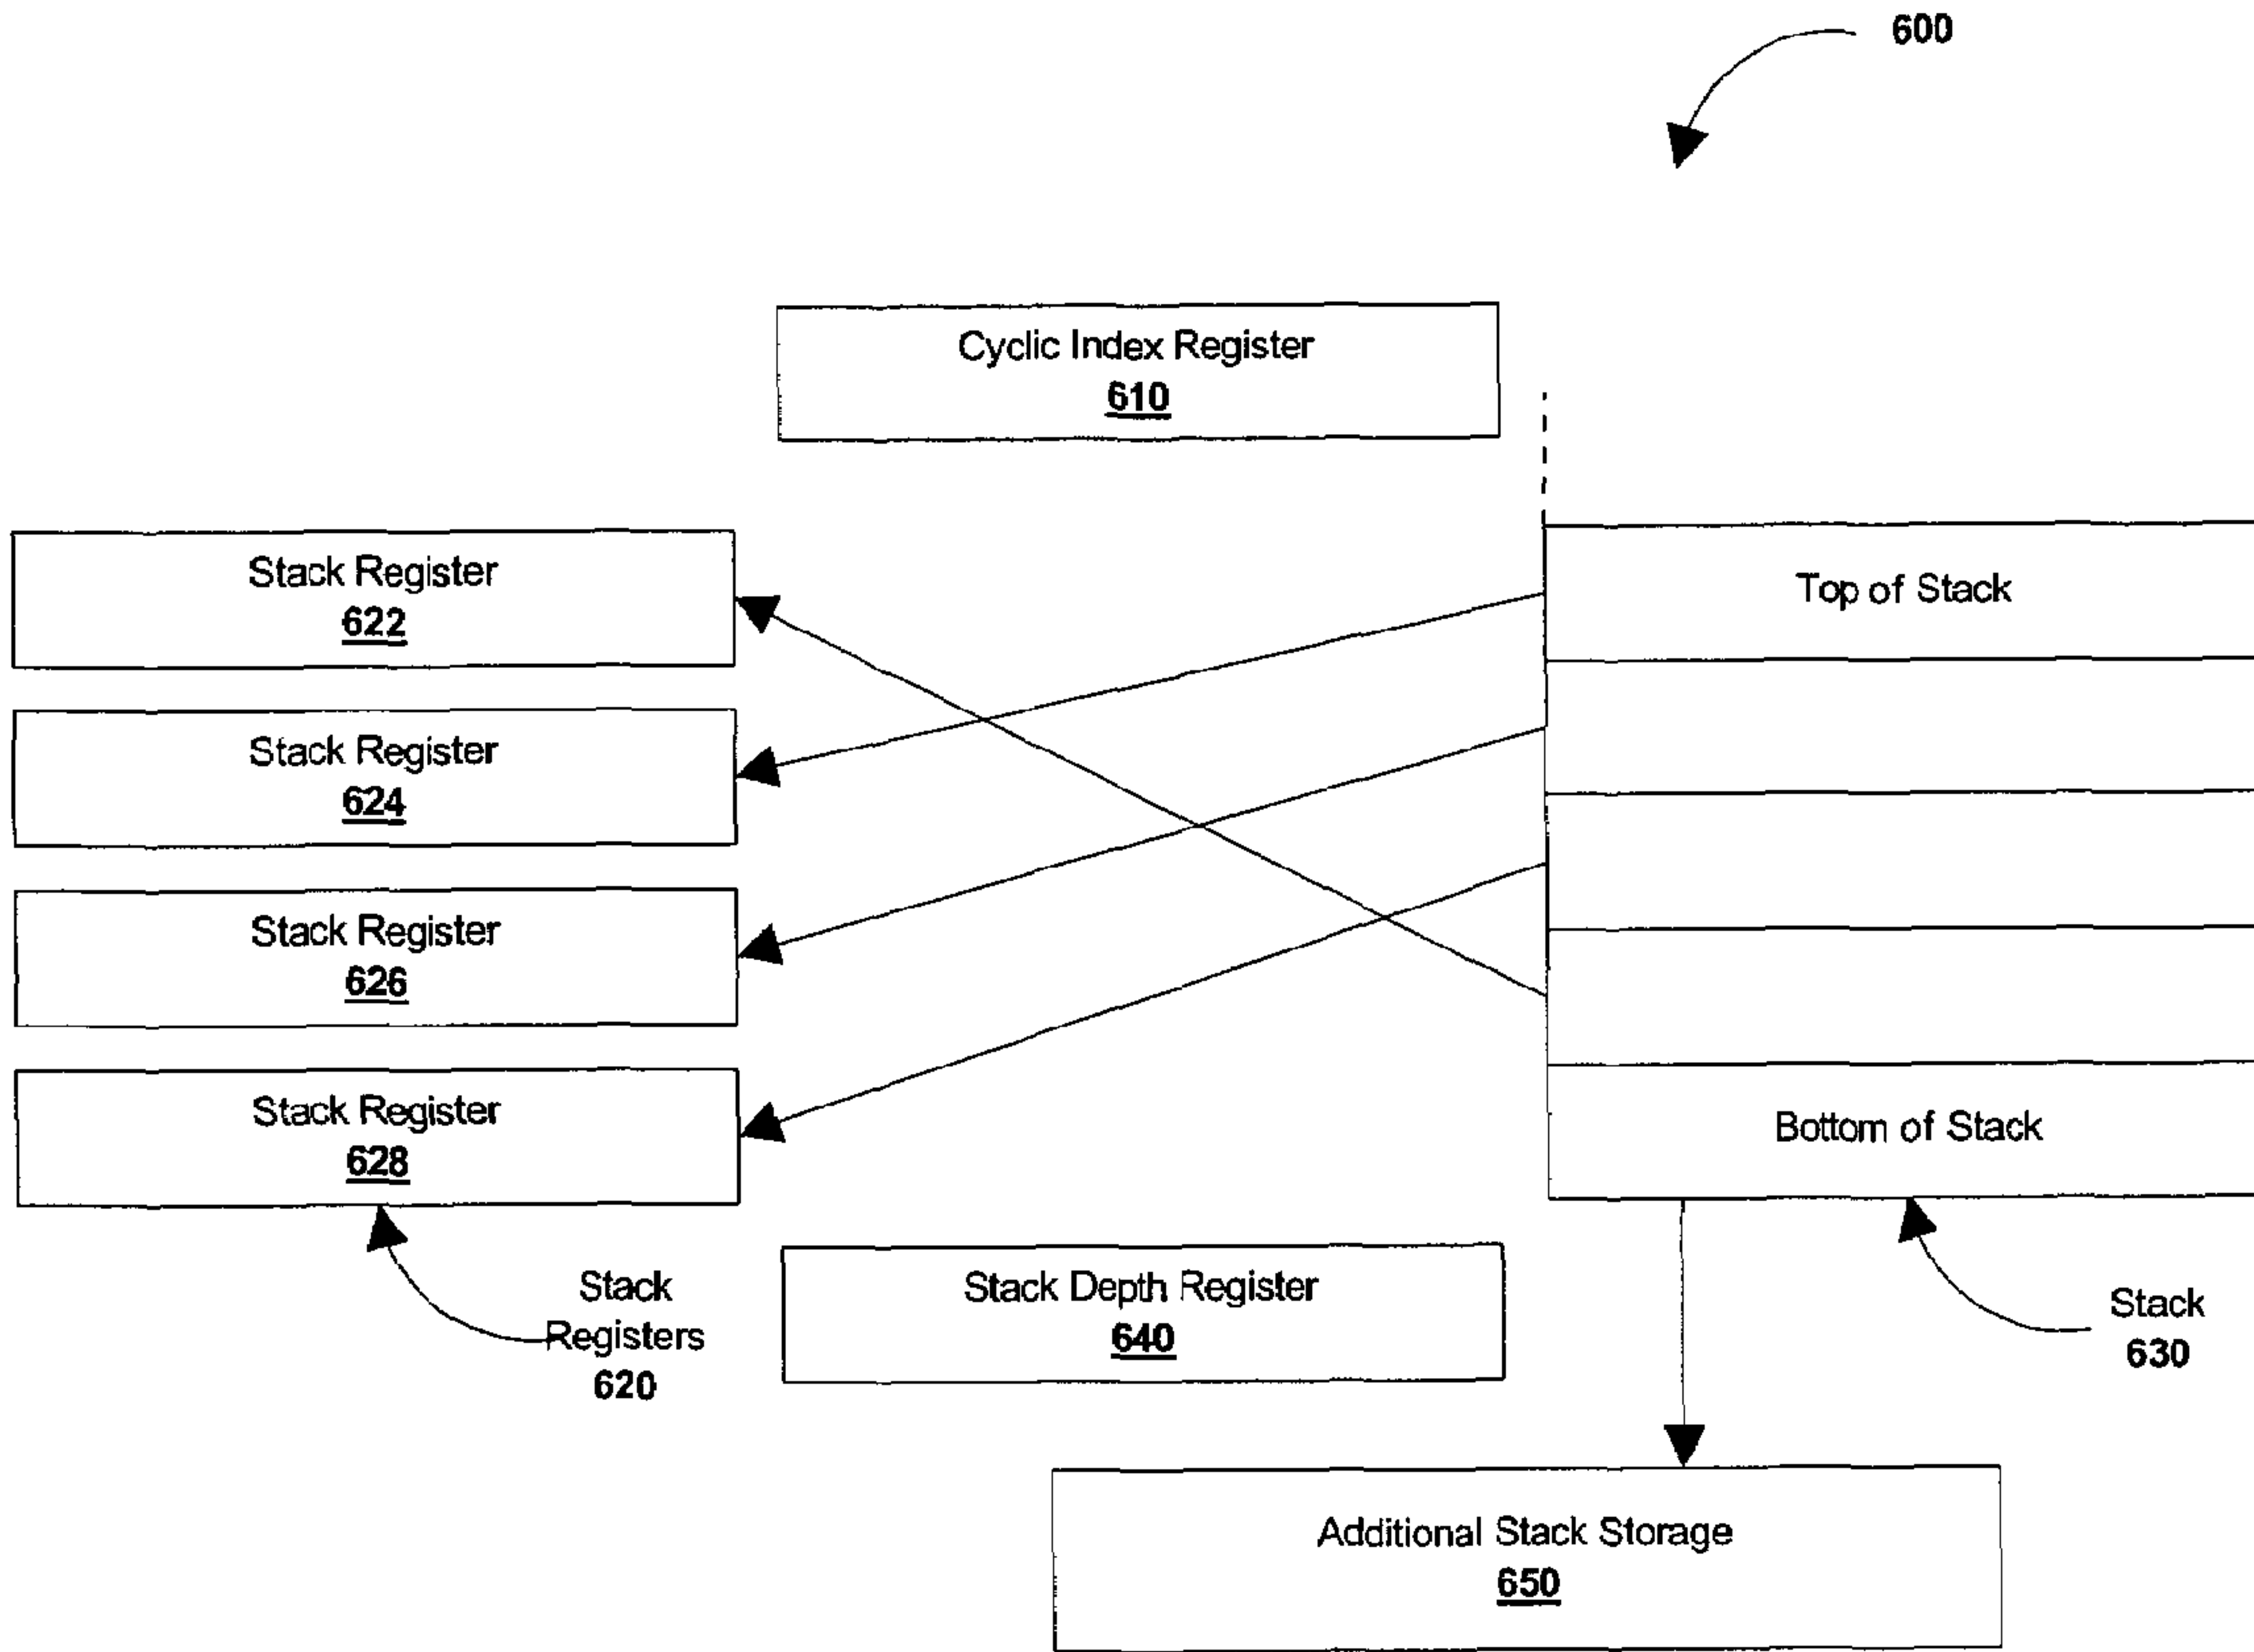 600
Cyclic Index Register
610
Stack Register
622
Top of Stack
Stack Register
624
Stack Register
626
Stack Register
628
Bottom of Stack
Stack
Registers
620
Stack Depth Register
640
Stack
630
Additional Stack Storage
650